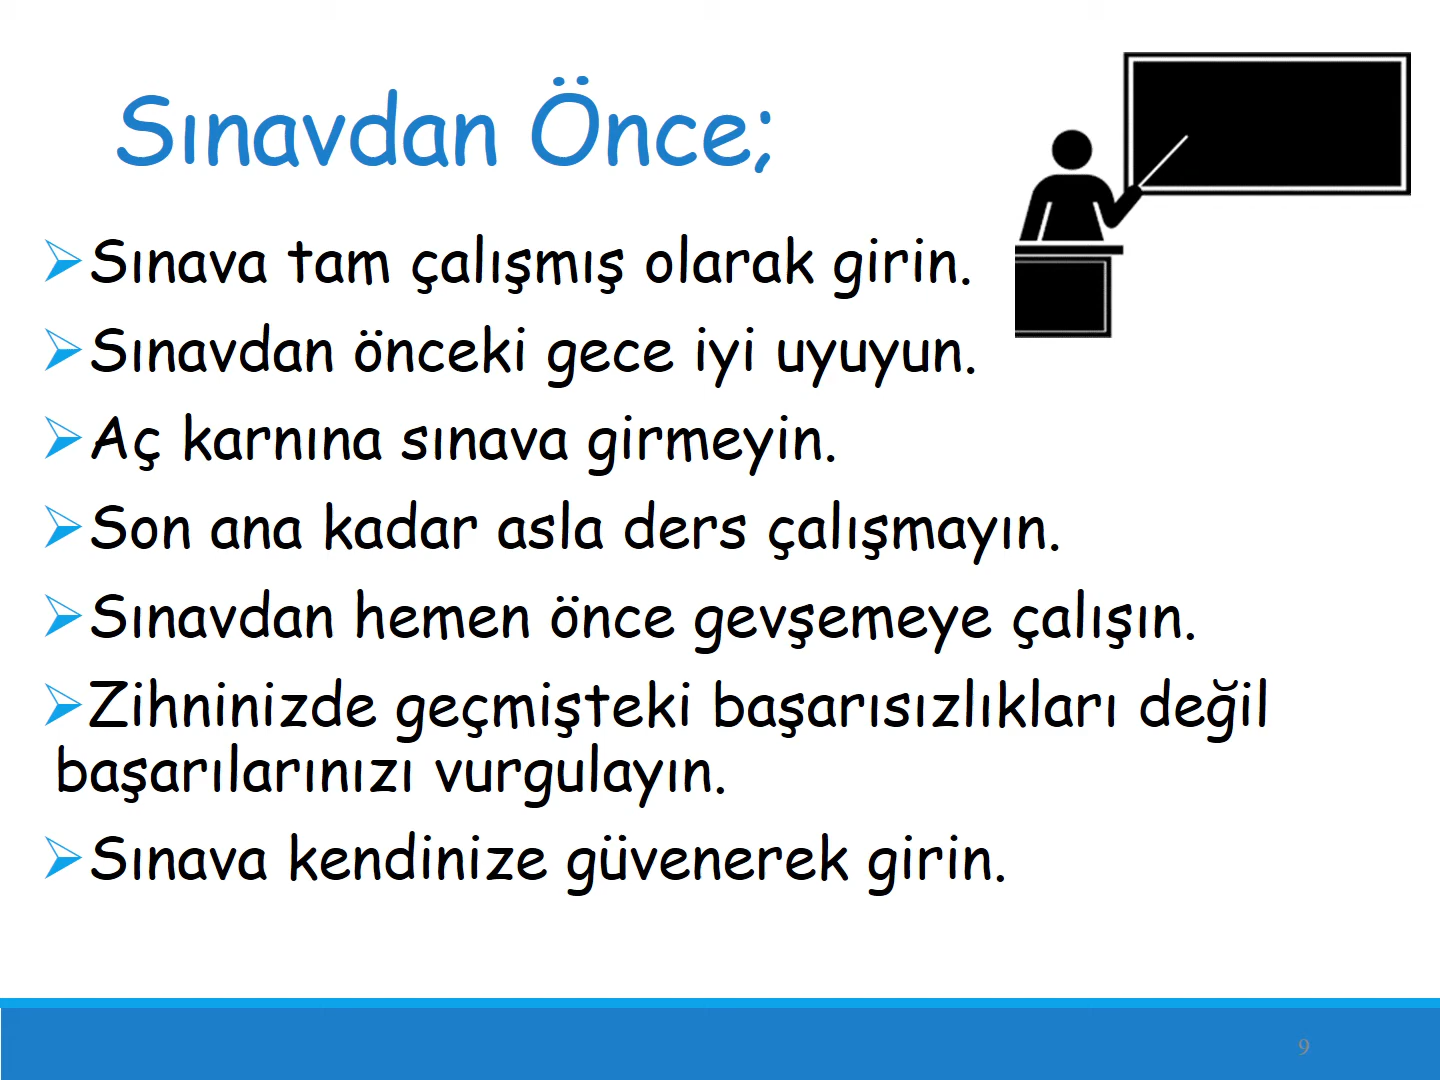 Sınavdan Önce;
➢Sınava tam çalışmış olarak girin.
➢Sınavdan önceki gece iyi uyuyun.
➢Aç karnına sınava girmeyin.
➢Son ana kadar asla ders çalışmayın.
➢Sınavdan hemen önce gevşemeye çalışın.
➢Zihninizde geçmişteki başarısızlıkları değil
başarılarınızı vurgulayın.
➢Sınava kendinize güvenerek girin.
9